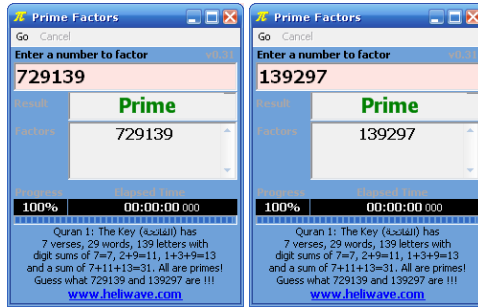 π Prime Factors
Go Cancel
Enter a number to factor v0.31
729139
Result Prime
Factors 729139
Progress Elapsed Time
100% 00:00:00 000
Quran 1: The Key (الفاتحة) has
7 verses, 29 words, 139 letters with
digit sums of 7=7, 2+9=11, 1+3+9=13
and a sum of 7+11+13=31. All are primes!
Guess what 729139 and 139297 are !!!
www.heliwave.com
π Prime Factors
Go Cancel
Enter a number to factor v0.31
139297
Result Prime
Factors 139297
Progress Elapsed Time
100% 00:00:00 000
Quran 1: The Key (الفاتحة) has
7 verses, 29 words, 139 letters with
digit sums of 7=7, 2+9=11, 1+3+9=13
and a sum of 7+11+13=31. All are primes!
Guess what 729139 and 139297 are !!!
www.heliwave.com